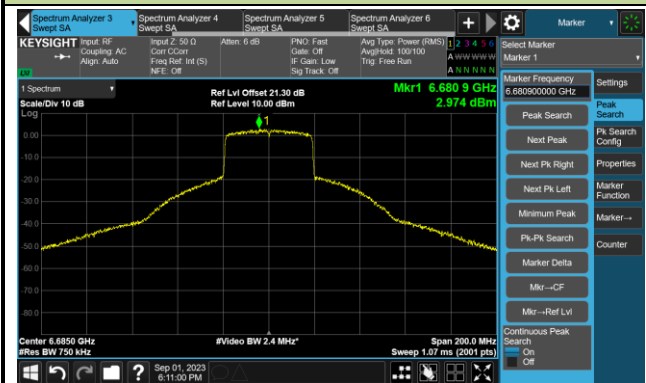 Spectrum Analyzer 3
Swept SA
Spectrum Analyzer 4
Swept SA
Spectrum Analyzer 5
Swept SA
Spectrum Analyzer 6
Swept SA
+
Marker
KEYSIGHT
Input: RF
Coupling: AC
Align: Auto
Input Z: 50 Ω
Corr CCorr
Freq Ref: Int (S)
NFE: Off
Atten: 6 dB
PNO: Fast
Gate: Off
IF Gain: Low
Sig Track: Off
Avg Type: Power (RMS)
Avg|Hold: 100/100
Trig: Free Run
1 2 3 4 5 6
A W W W W W
A N N N N N
Select Marker
Marker 1
1 Spectrum
Scale/Div 10 dB
Log
Ref Lvl Offset 21.30 dB
Ref Level 10.00 dBm
Mkr1 6.680 9 GHz
2.974 dBm
1
0.00
-10.0
-20.0
-30.0
-40.0
-50.0
-60.0
-70.0
-80.0
Center 6.6850 GHz
#Res BW 750 kHz
#Video BW 2.4 MHz*
Span 200.0 MHz
Sweep 1.07 ms (2001 pts)
Marker Frequency
6.680900000 GHz
Peak Search
Next Peak
Next Pk Right
Next Pk Left
Minimum Peak
Pk-Pk Search
Marker Delta
Mkr→CF
Mkr→Ref Lvl
Continuous Peak
Search
On
Off
Settings
Peak
Search
Pk Search
Config
Properties
Marker
Function
Marker→
Counter
?
Sep 01, 2023
6:11:00 PM